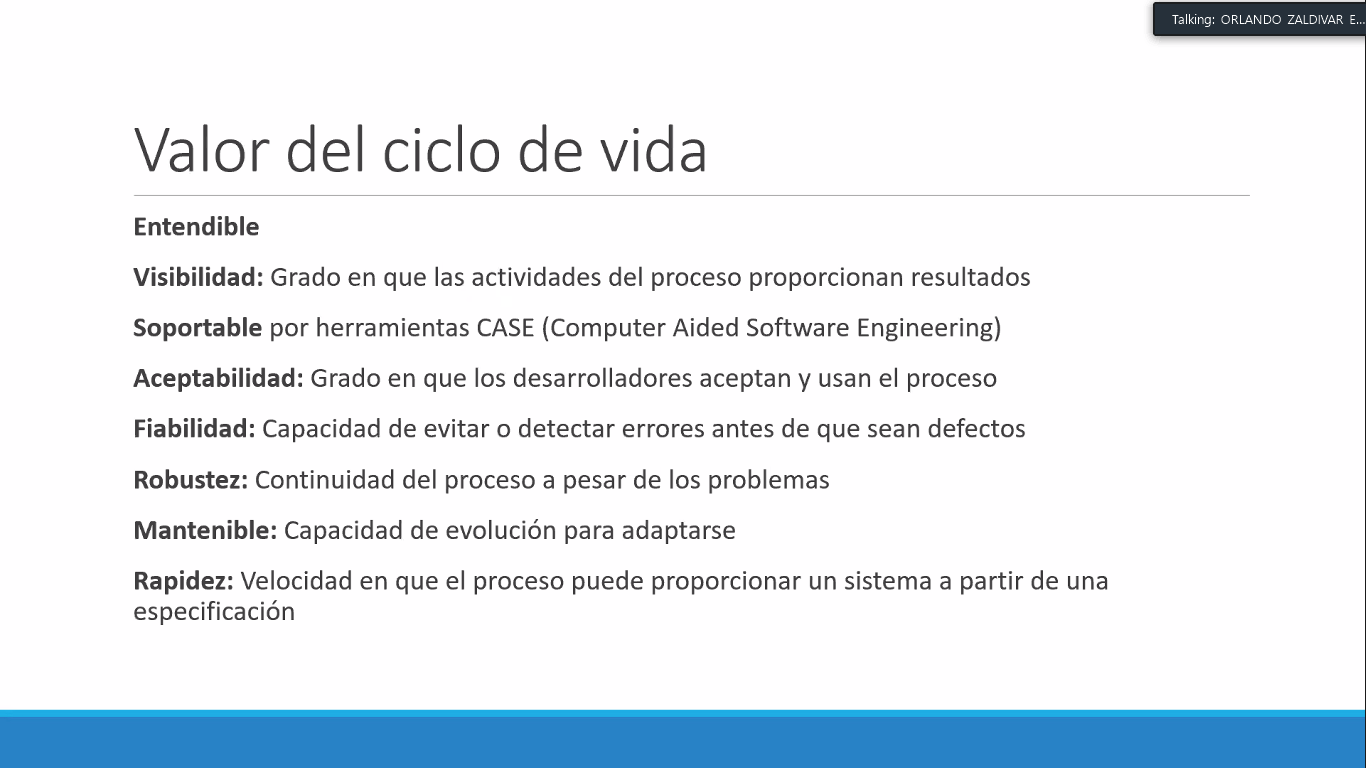 Talking: ORLANDO ZALDIVAR E...
Valor del ciclo de vida
Entendible
Visibilidad: Grado en que las actividades del proceso proporcionan resultados
Soportable por herramientas CASE (Computer Aided Software Engineering)
Aceptabilidad: Grado en que los desarrolladores aceptan y usan el proceso
Fiabilidad: Capacidad de evitar o detectar errores antes de que sean defectos
Robustez: Continuidad del proceso a pesar de los problemas
Mantenible: Capacidad de evolución para adaptarse
Rapidez: Velocidad en que el proceso puede proporcionar un sistema a partir de una
especificación